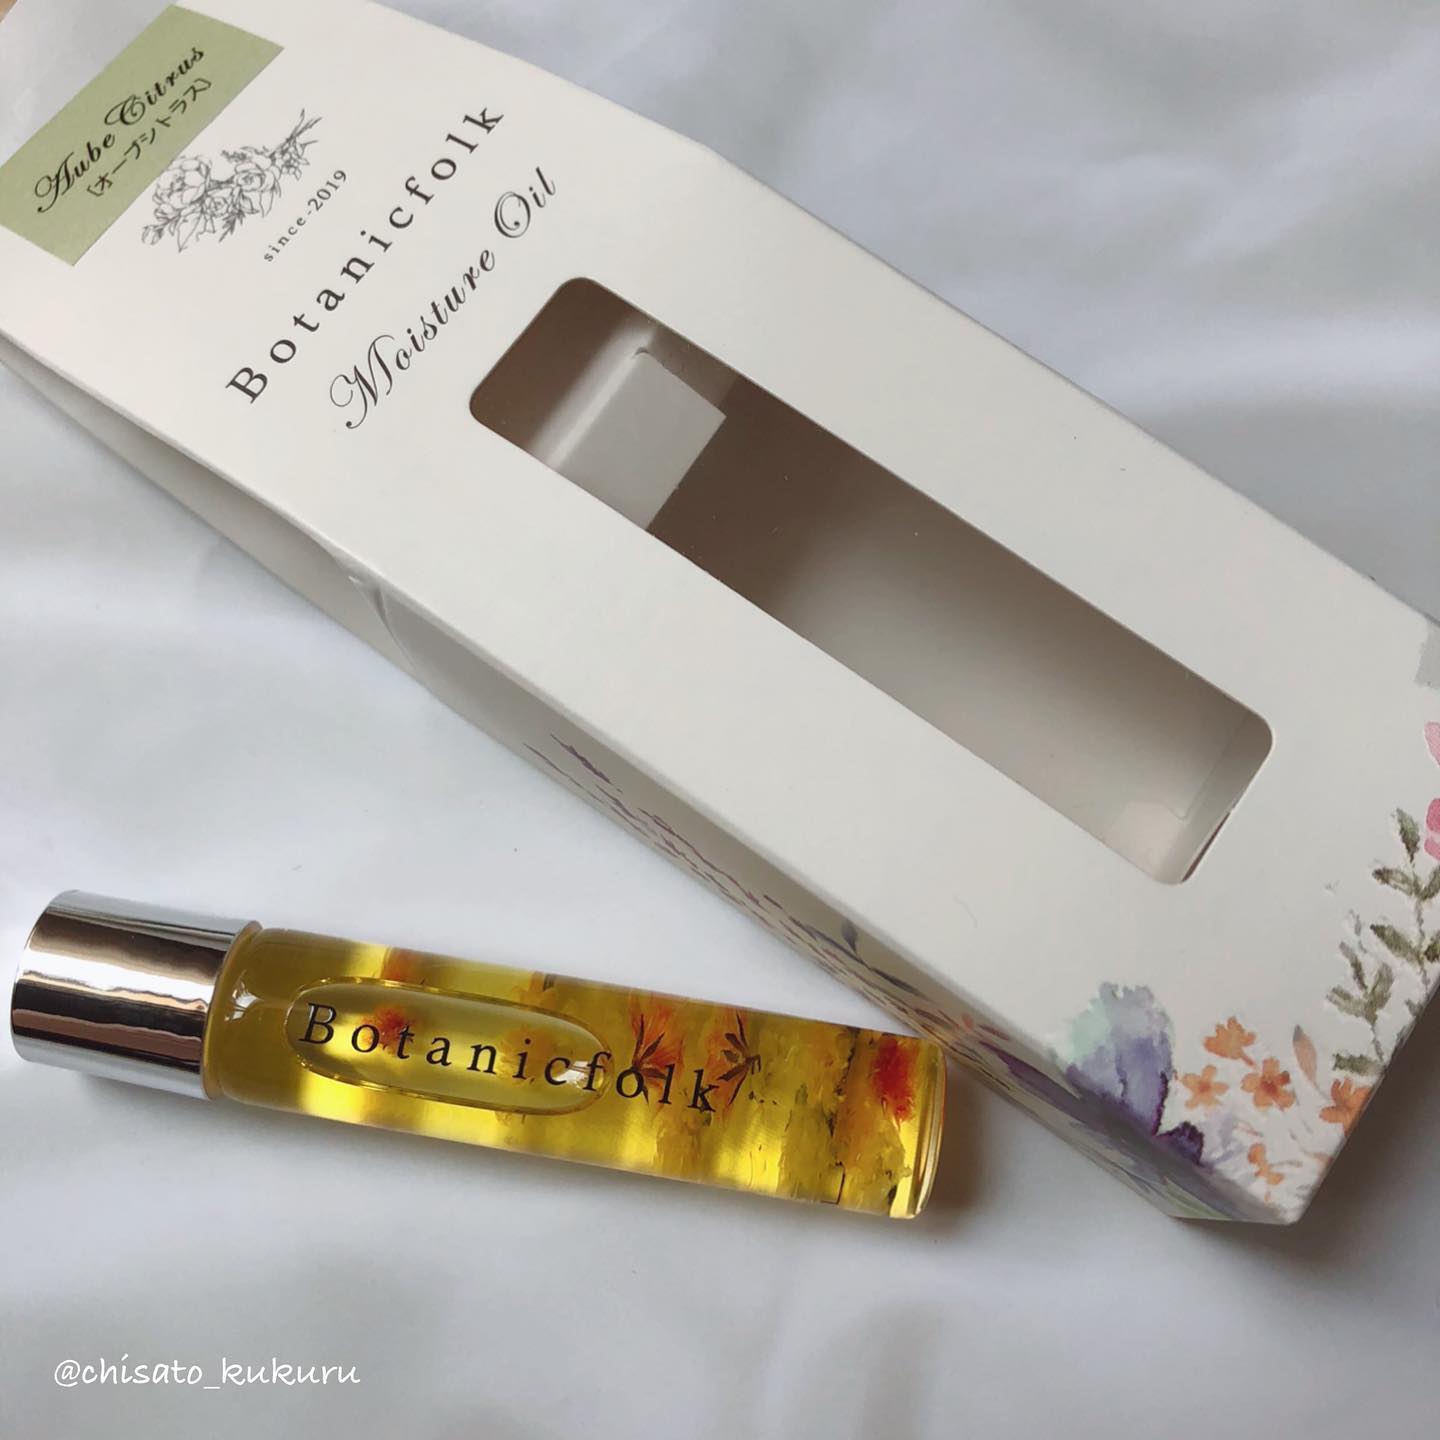 Aube Citrus
〔オーブシトラス〕
since-2019
Botanicfolk
Moisture Oil
Botanicfolk
@chisato_kukuru